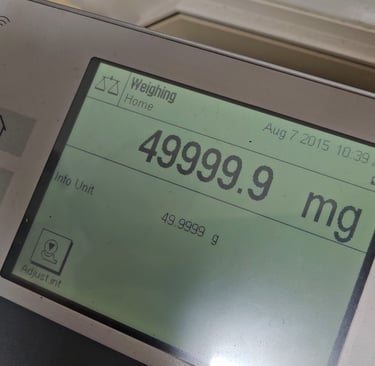 Weighing
Home
Aug 7 2015 10:39
49999.9 mg
Info Unit
49.9999 g
Adjust.int